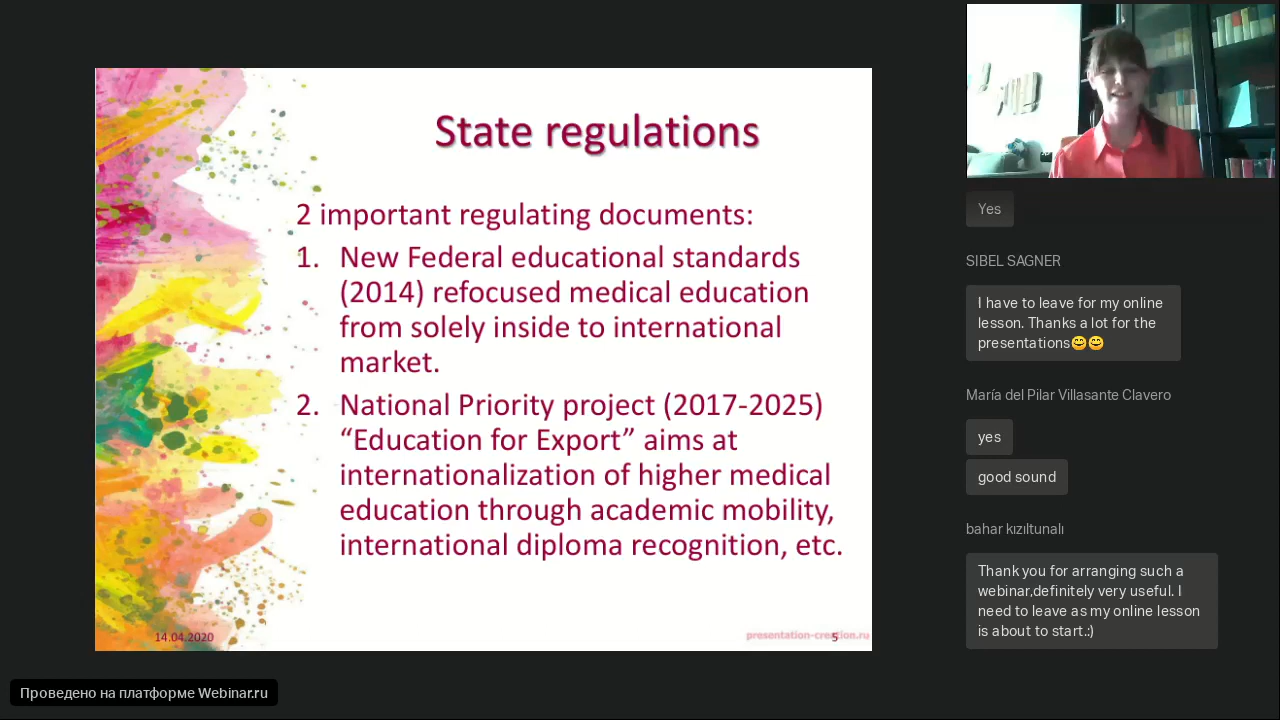 State regulations
2 important regulating documents:
1. New Federal educational standards
(2014) refocused medical education
from solely inside to international
market.
2. National Priority project (2017-2025)
“Education for Export” aims at
internationalization of higher medical
education through academic mobility,
international diploma recognition, etc.
14.04.2020
presentation-creation.ru
5
Yes
SIBEL SAGNER
I have to leave for my online
lesson. Thanks a lot for the
presentations😊😊
María del Pilar Villasante Clavero
yes
good sound
bahar kızıltunalı
Thank you for arranging such a
webinar,definitely very useful. I
need to leave as my online lesson
is about to start.:)
Проведено на платформе Webinar.ru